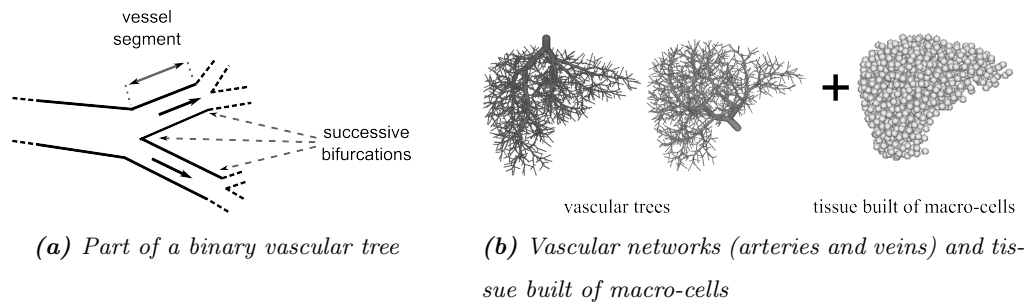 vessel
segment
successive
bifurcations
(a) Part of a binary vascular tree
+
vascular trees
tissue built of macro-cells
(b) Vascular networks (arteries and veins) and tis-
sue built of macro-cells